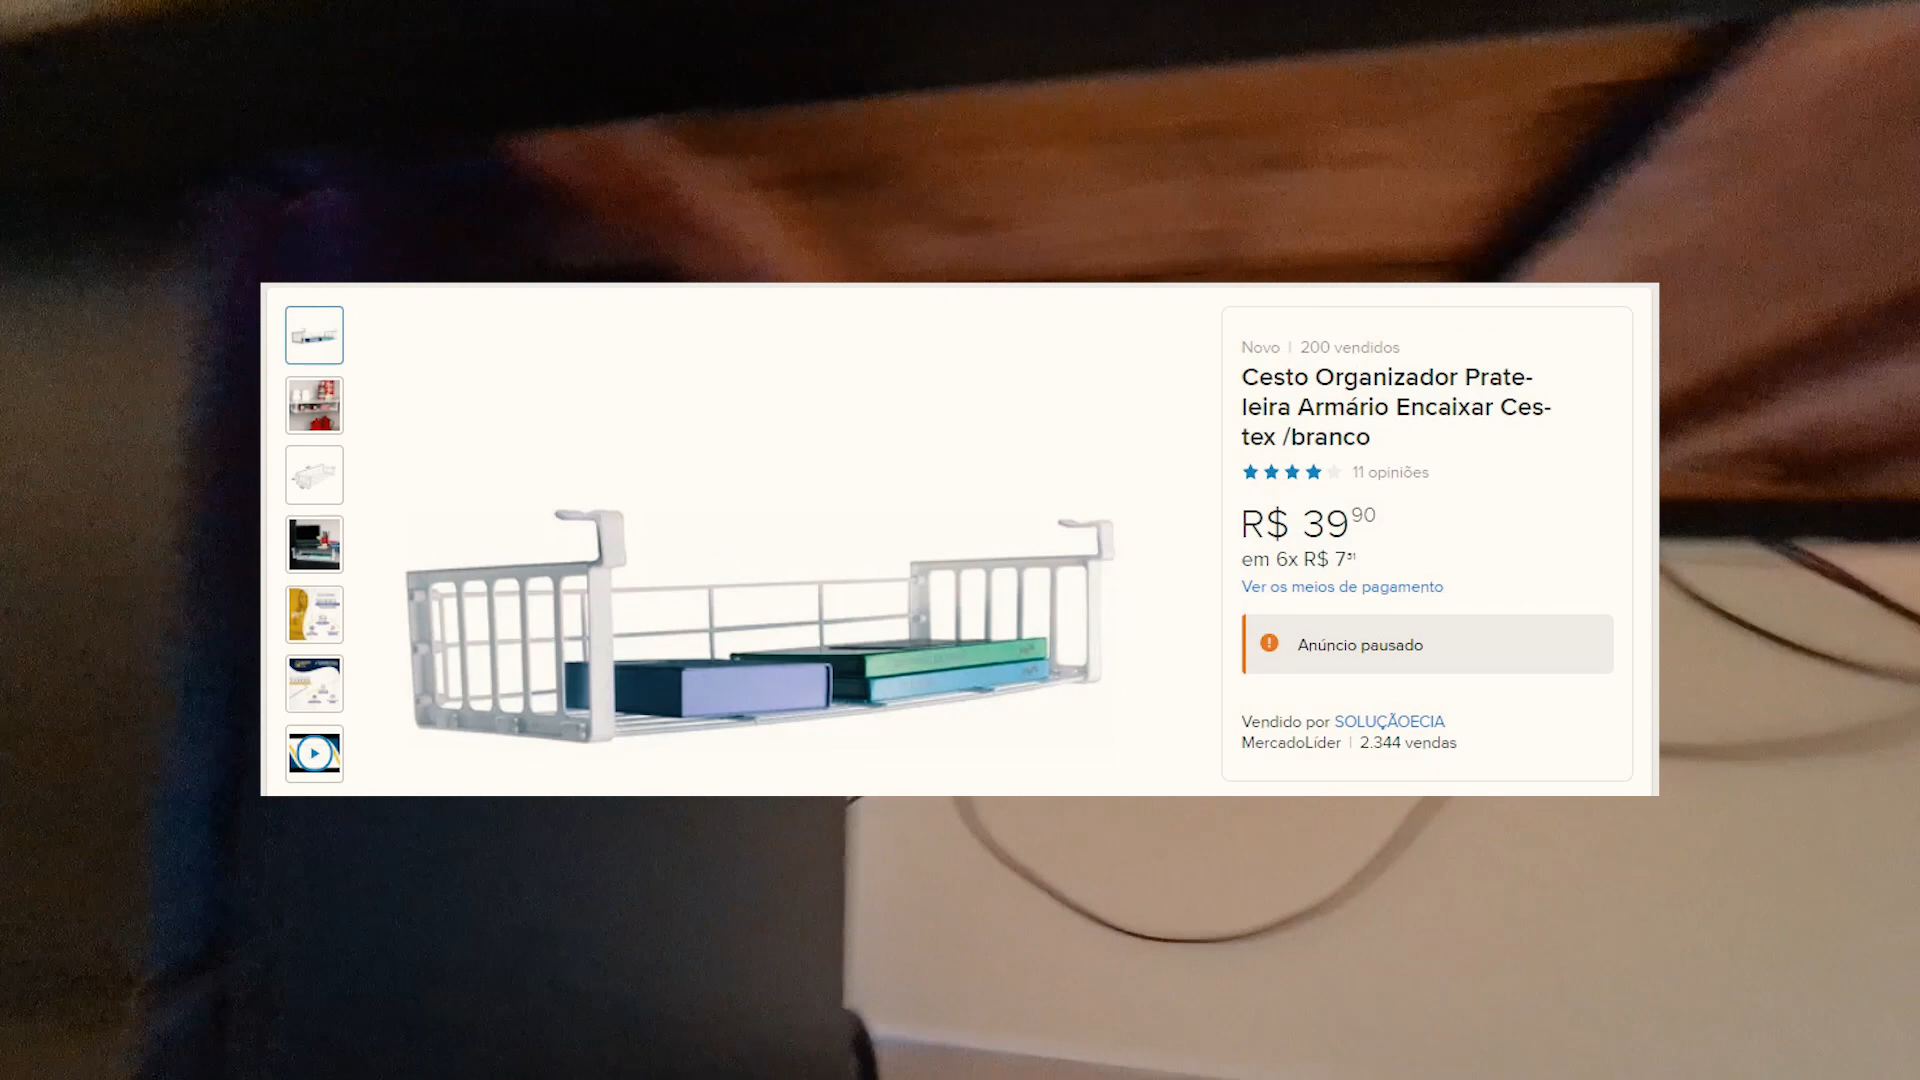 Novo | 200 vendidos
Cesto Organizador Prate-
leira Armário Encaixar Ces-
tex /branco
11 opiniões
R$ 39 90
em 6x R$ 7 31
Ver os meios de pagamento
Anúncio pausado
Vendido por SOLUÇÃOECIA
MercadoLíder | 2.344 vendas